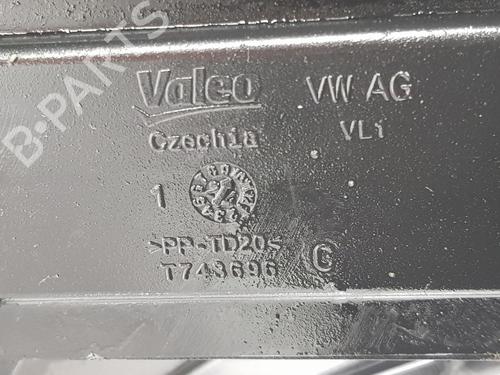 Valeo VW AG
Czechia VL1
1
>PP-TD20<
T743696 C
B-PARTS